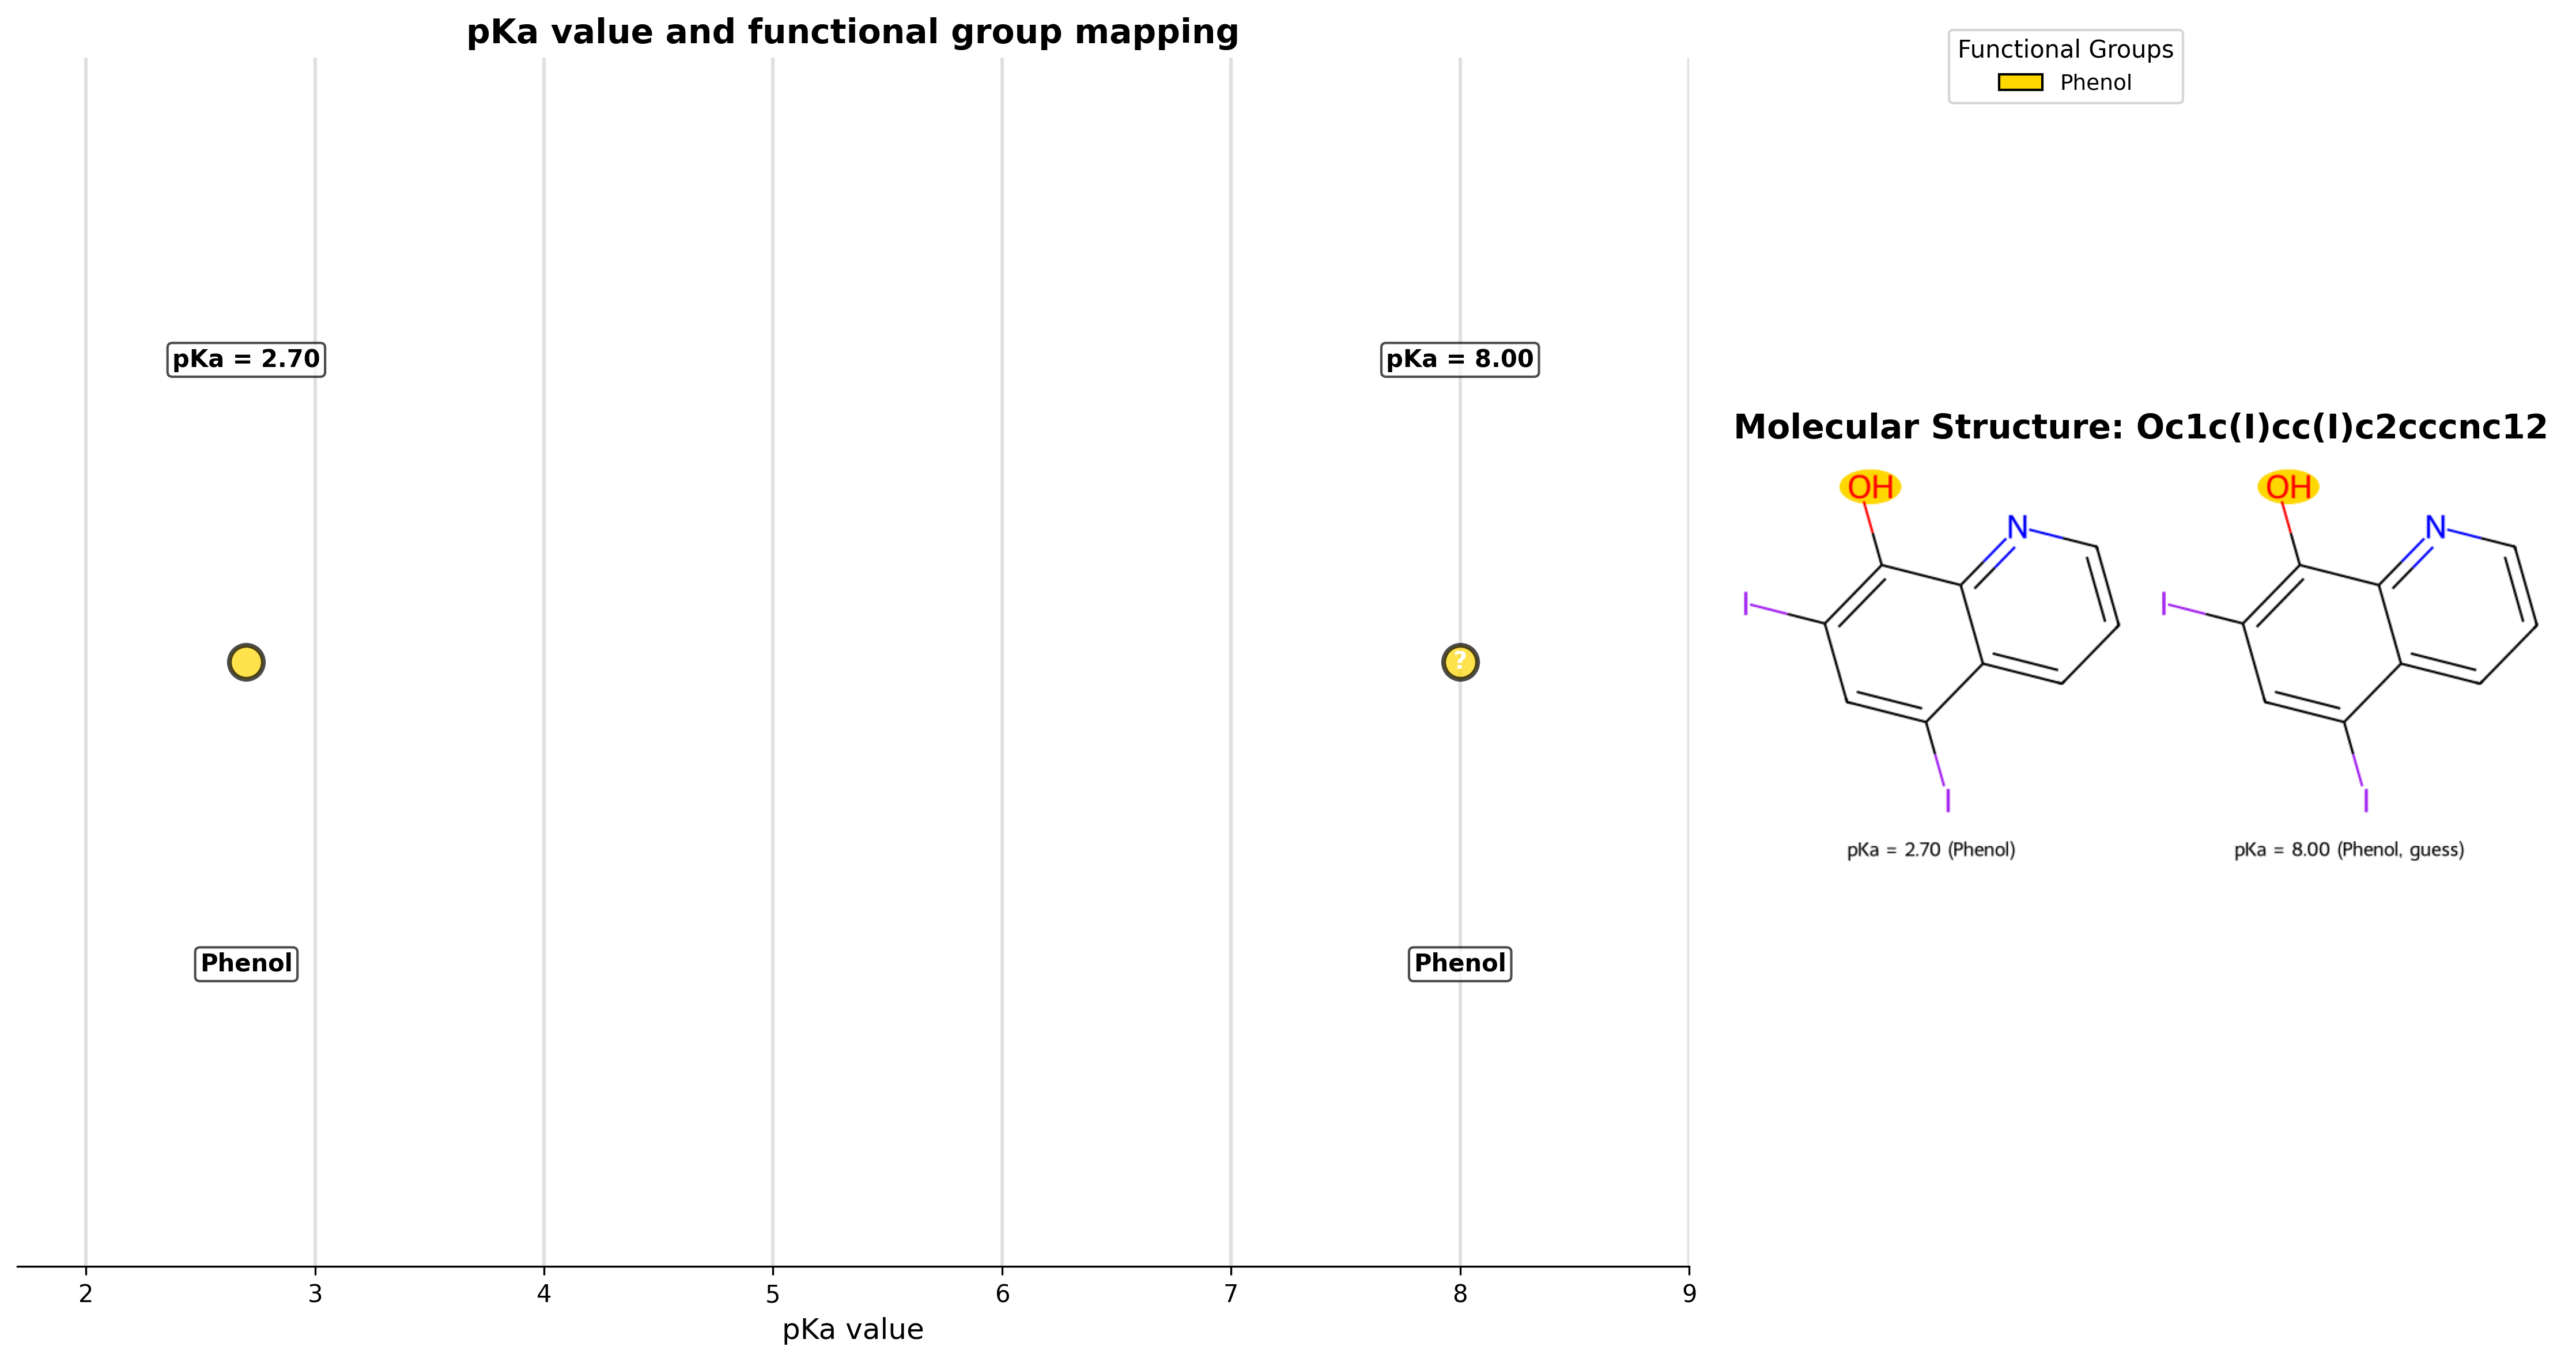 pKa value and functional group mapping
Functional Groups
Phenol
pKa = 2.70
pKa = 8.00
?
Phenol
Phenol
2 3 4 5 6 7 8 9
pKa value
Molecular Structure: Oc1c(I)cc(I)c2cccnc12
OH
N
I
I
OH
N
I
I
pKa = 2.70 (Phenol)
pKa = 8.00 (Phenol, guess)